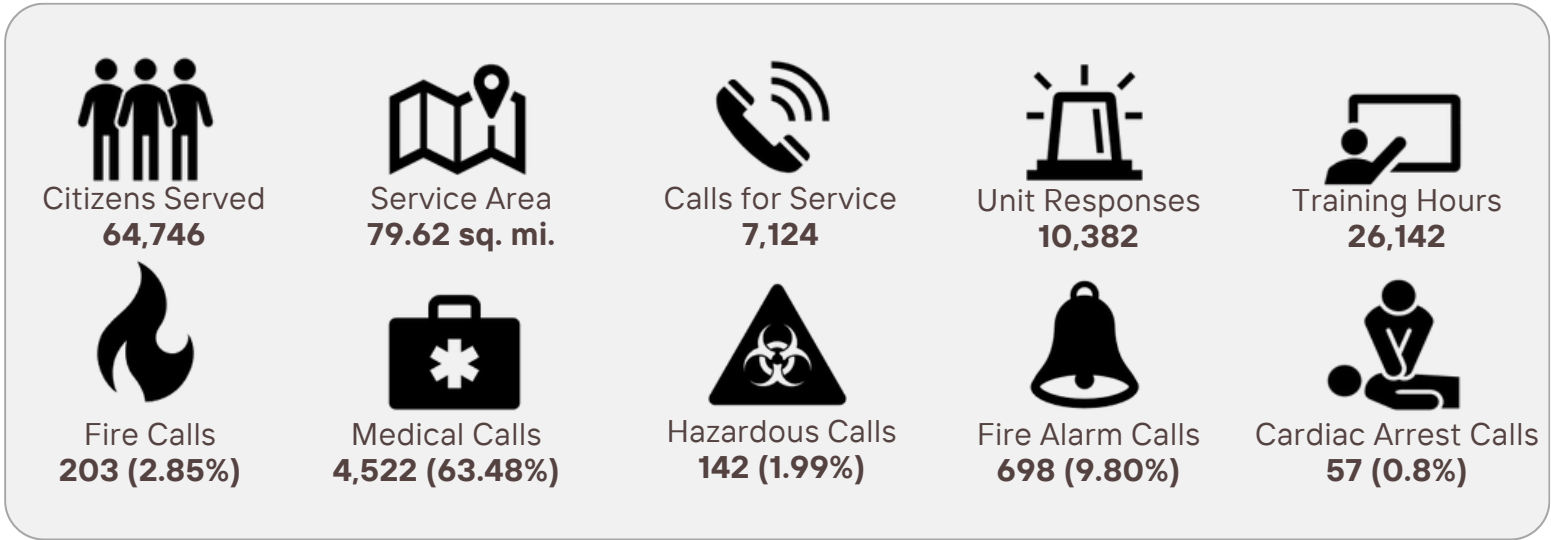 Citizens Served
64,746
Service Area
79.62 sq. mi.
Calls for Service
7,124
Unit Responses
10,382
Training Hours
26,142
Fire Calls
203 (2.85%)
Medical Calls
4,522 (63.48%)
Hazardous Calls
142 (1.99%)
Fire Alarm Calls
698 (9.80%)
Cardiac Arrest Calls
57 (0.8%)